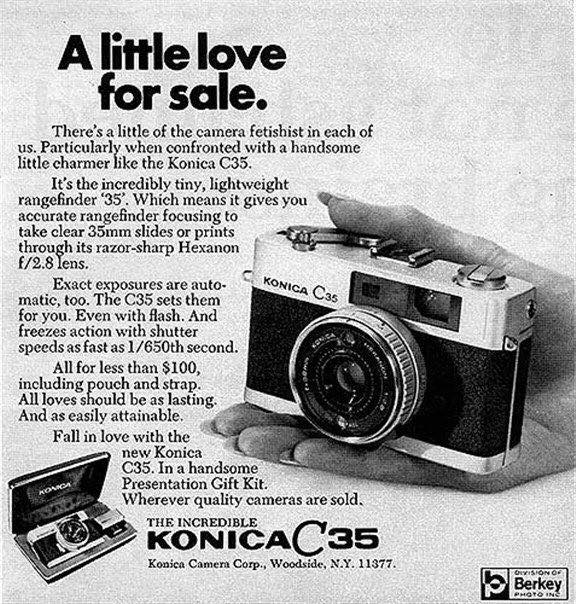 A little love
for sale.
There's a little of the camera fetishist in each of
us. Particularly when confronted with a handsome
little charmer like the Konica C35.
It's the incredibly tiny, lightweight
rangefinder '35'. Which means it gives you
accurate rangefinder focusing to
take clear 35mm slides or prints
through its razor-sharp Hexanon
f/2.8 lens.
Exact exposures are auto-
matic, too. The C35 sets them
for you. Even with flash. And
freezes action with shutter
speeds as fast as 1/650th second.
All for less than $100,
including pouch and strap.
All loves should be as lasting.
And as easily attainable.
Fall in love with the
new Konica
C35. In a handsome
Presentation Gift Kit.
Wherever quality cameras are sold.
KONICA C35
KONICA
KONICA
THE INCREDIBLE
KONICA C35
Konica Camera Corp., Woodside, N.Y. 11377.
DIVISION OF
Berkey
PHOTO INC